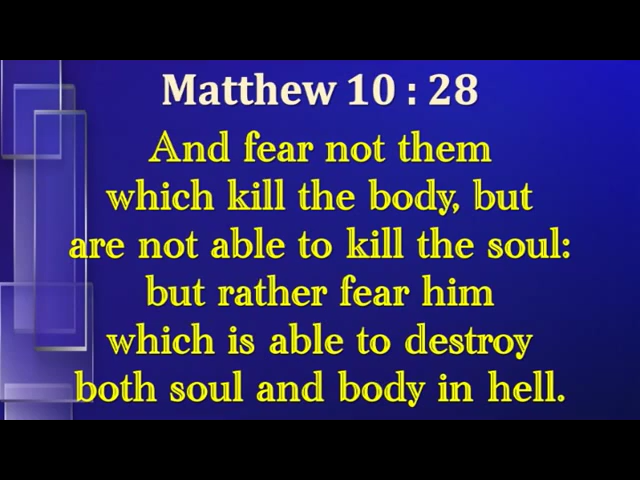 Matthew 10 : 28
And fear not them
which kill the body, but
are not able to kill the soul:
but rather fear him
which is able to destroy
both soul and body in hell.